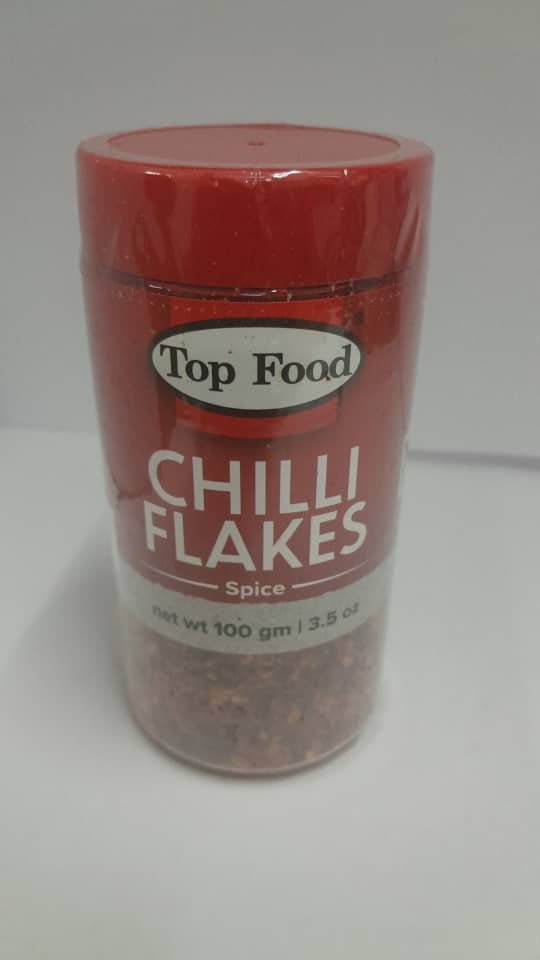 Top Food
CHILLI
FLAKES
Spice
net wt 100 gm | 3.5 oz